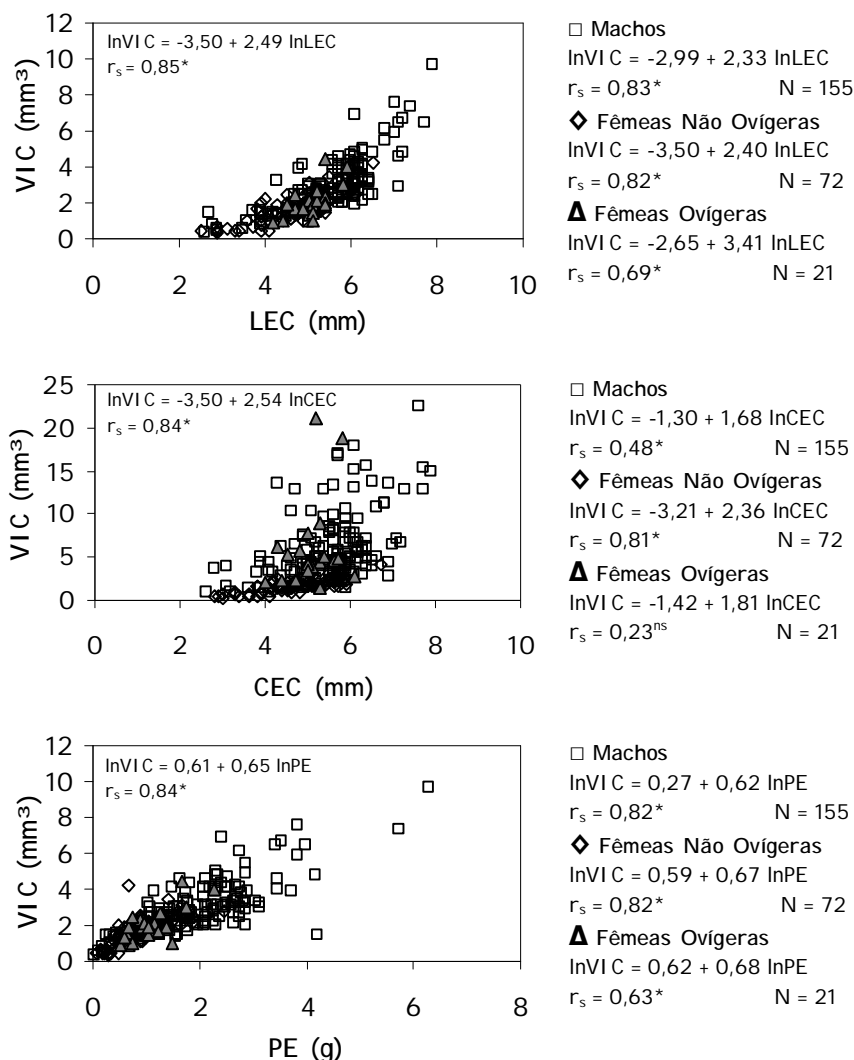 12
10
8
6
4
2
0
VIC (mm³)
lnVIC = -3,50 + 2,49 lnLEC
rs = 0,85*
0 2 4 6 8 10
LEC (mm)
□ Machos
lnVIC = -2,99 + 2,33 lnLEC
rs = 0,83* N = 155
◇ Fêmeas Não Ovígeras
lnVIC = -3,50 + 2,40 lnLEC
rs = 0,82* N = 72
Δ Fêmeas Ovígeras
lnVIC = -2,65 + 3,41 lnLEC
rs = 0,69* N = 21
25
20
15
10
5
0
VIC (mm³)
lnVIC = -3,50 + 2,54 lnCEC
rs = 0,84*
0 2 4 6 8 10
CEC (mm)
□ Machos
lnVIC = -1,30 + 1,68 lnCEC
rs = 0,48* N = 155
◇ Fêmeas Não Ovígeras
lnVIC = -3,21 + 2,36 lnCEC
rs = 0,81* N = 72
Δ Fêmeas Ovígeras
lnVIC = -1,42 + 1,81 lnCEC
rs = 0,23ns N = 21
12
10
8
6
4
2
0
VIC (mm³)
lnVIC = 0,61 + 0,65 lnPE
rs = 0,84*
0 2 4 6 8
PE (g)
□ Machos
lnVIC = 0,27 + 0,62 lnPE
rs = 0,82* N = 155
◇ Fêmeas Não Ovígeras
lnVIC = 0,59 + 0,67 lnPE
rs = 0,82* N = 72
Δ Fêmeas Ovígeras
lnVIC = 0,62 + 0,68 lnPE
rs = 0,63* N = 21